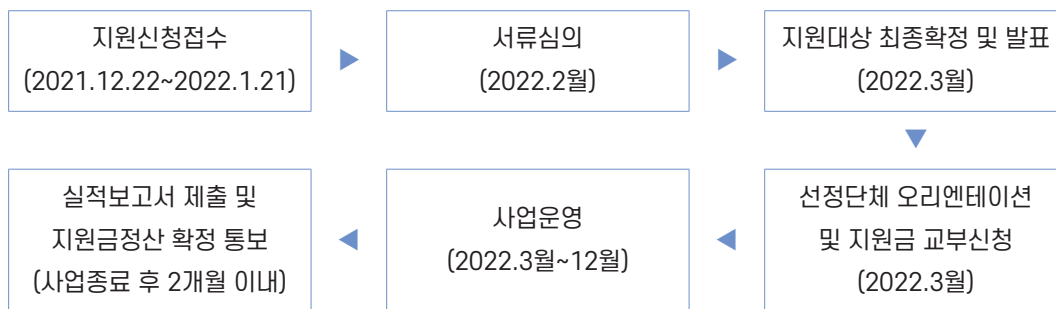 지원신청접수
(2021.12.22~2022.1.21)
서류심의
(2022.2월)
지원대상 최종확정 및 발표
(2022.3월)
선정단체 오리엔테이션
및 지원금 교부신청
(2022.3월)
사업운영
(2022.3월~12월)
실적보고서 제출 및
지원금정산 확정 통보
(사업종료 후 2개월 이내)